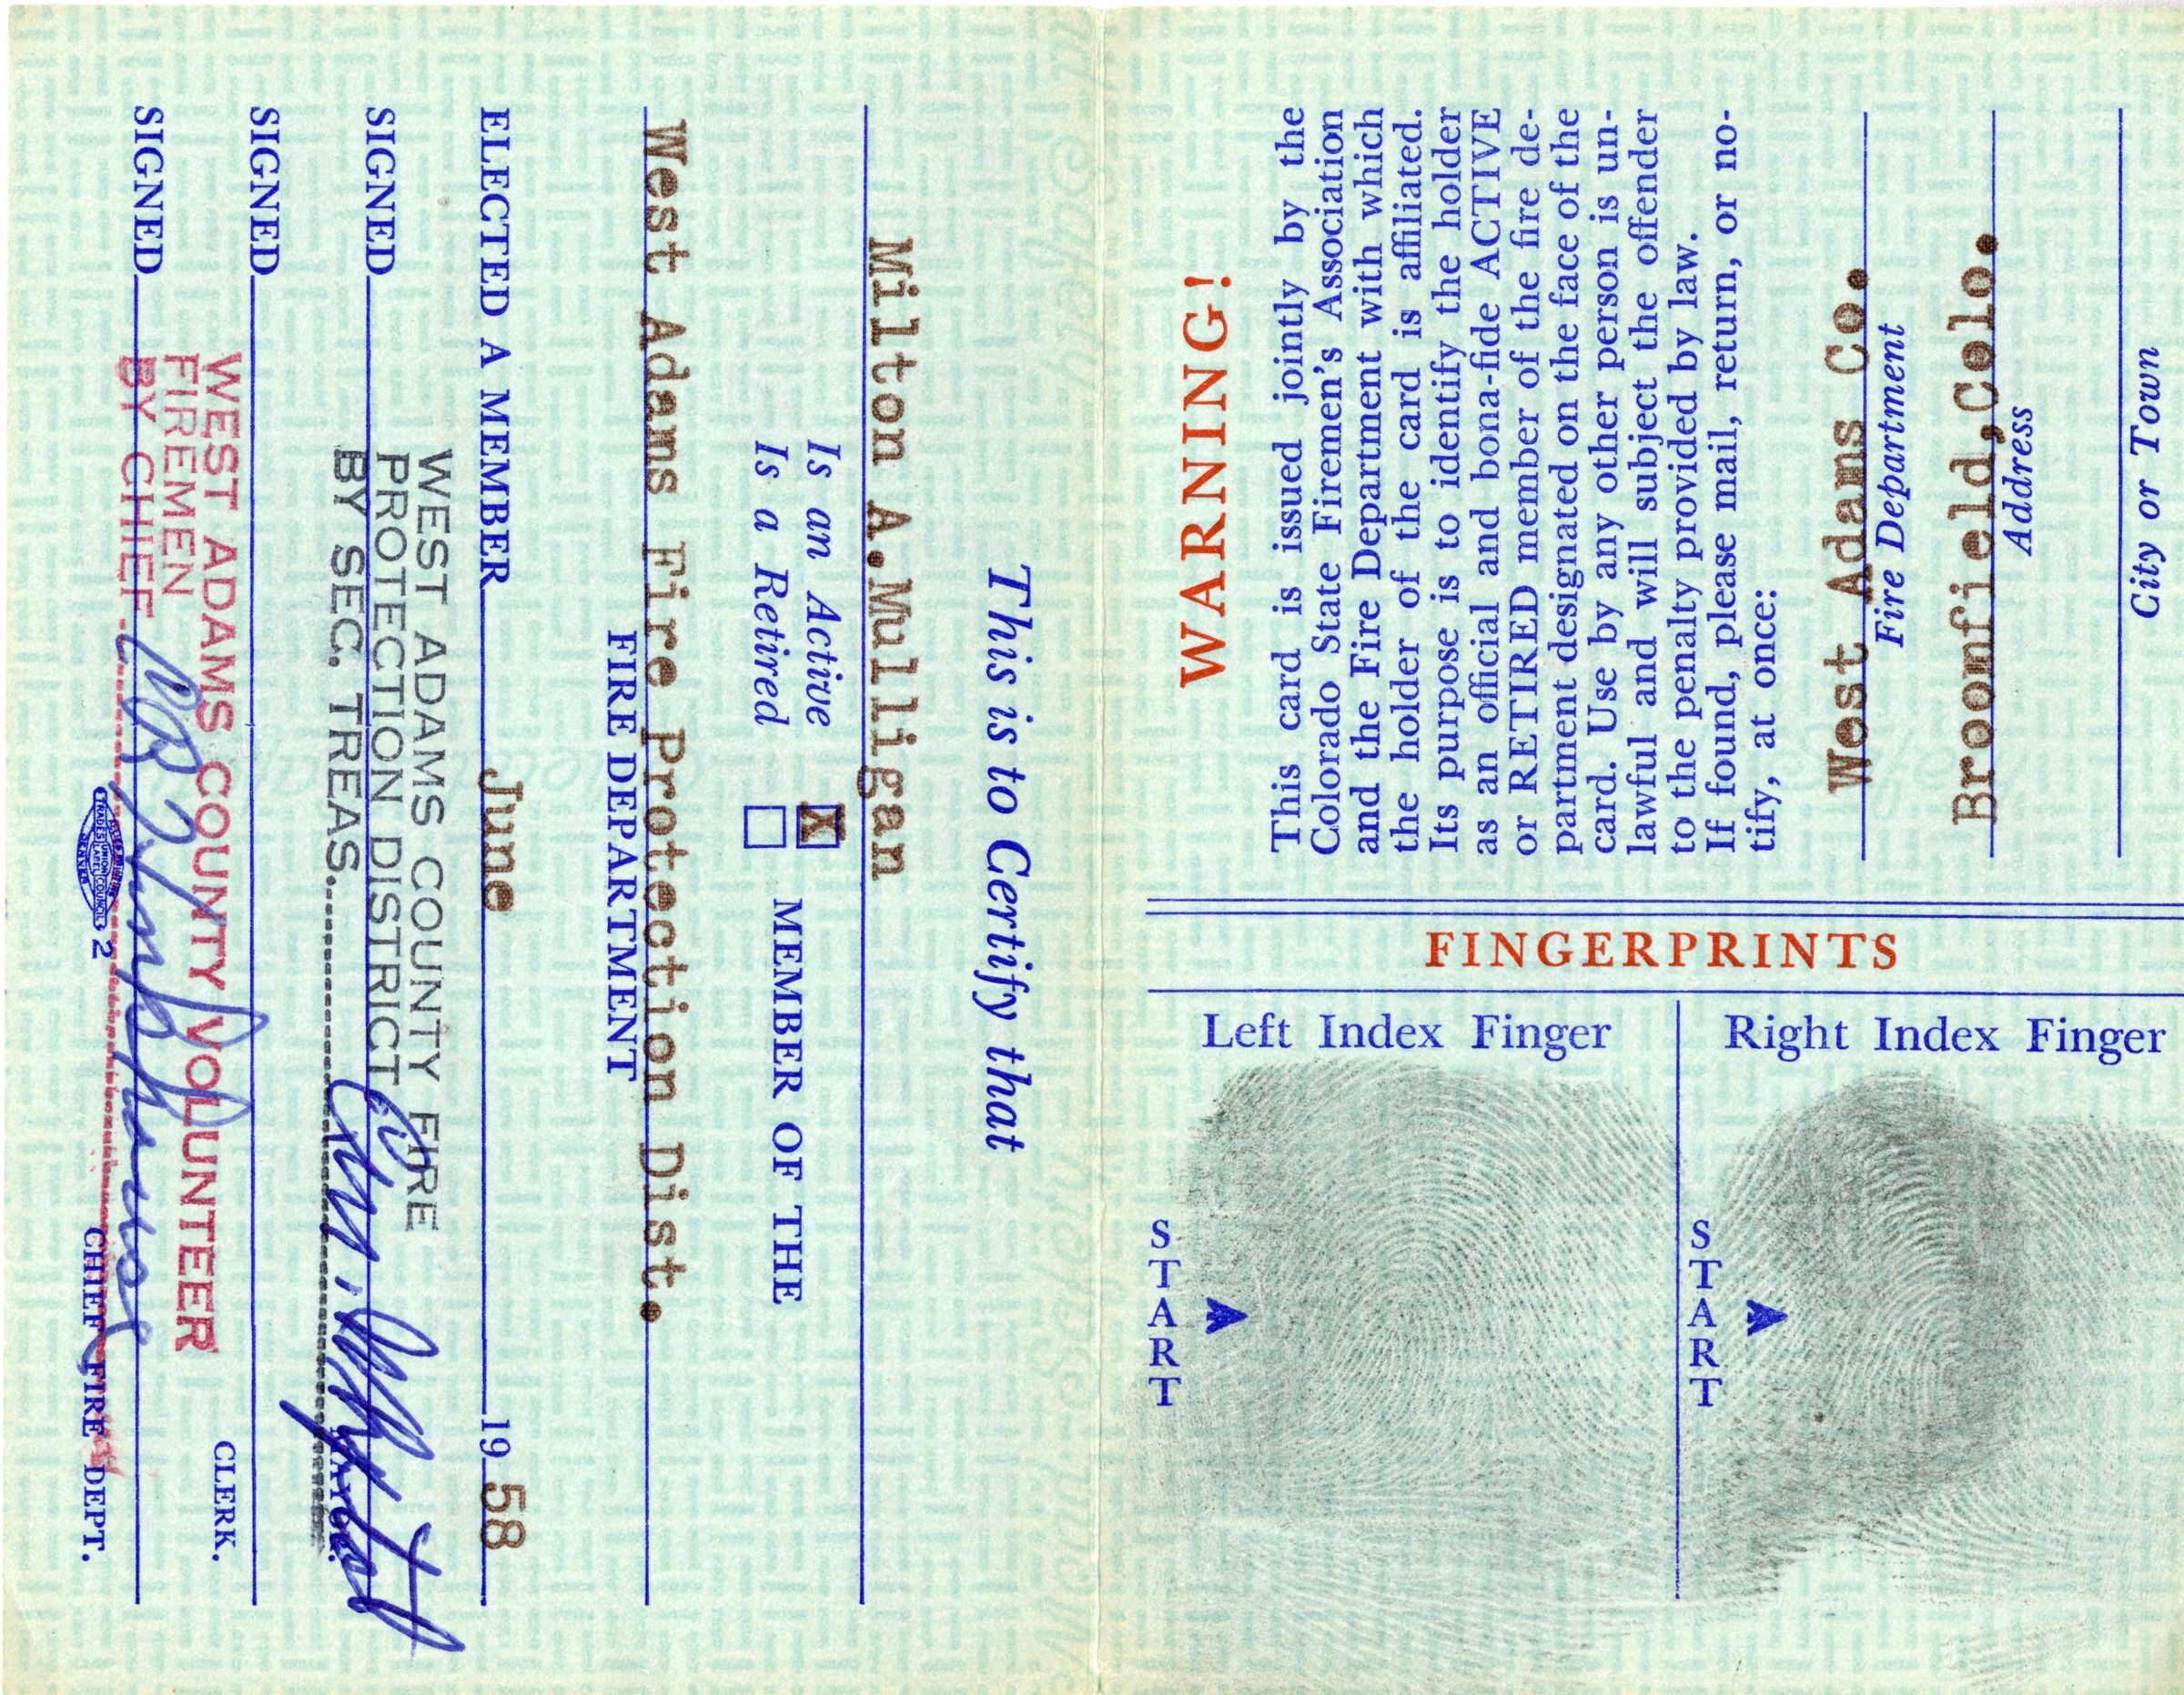 This is to Certify that
Milton A.Mulligan
Is an Active X
Is a Retired
MEMBER OF THE
West Adams Fire Protection Dist.
FIRE DEPARTMENT
ELECTED A MEMBER June 19 58
WEST ADAMS COUNTY FIRE
PROTECTION DISTRICT
BY SEC. TREAS.
SIGNED
MAYOR.
SIGNED
CLERK.
WEST ADAMS COUNTY VOLUNTEER
FIREMEN
BY CHIEF
SIGNED
CHIEF FIRE DEPT.
TRADES UNION LABEL COUNCIL 2
DENVER
WARNING!
This card is issued jointly by the
Colorado State Firemen's Association
and the Fire Department with which
the holder of the card is affiliated.
Its purpose is to identify the holder
as an official and bona-fide ACTIVE
or RETIRED member of the fire de-
partment designated on the face of the
card. Use by any other person is un-
lawful and will subject the offender
to the penalty provided by law.
If found, please mail, return, or no-
tify, at once:
West Adams Co.
Fire Department
Broomfield,Colo.
Address
City or Town
FINGERPRINTS
Left Index Finger
Right Index Finger
START
START